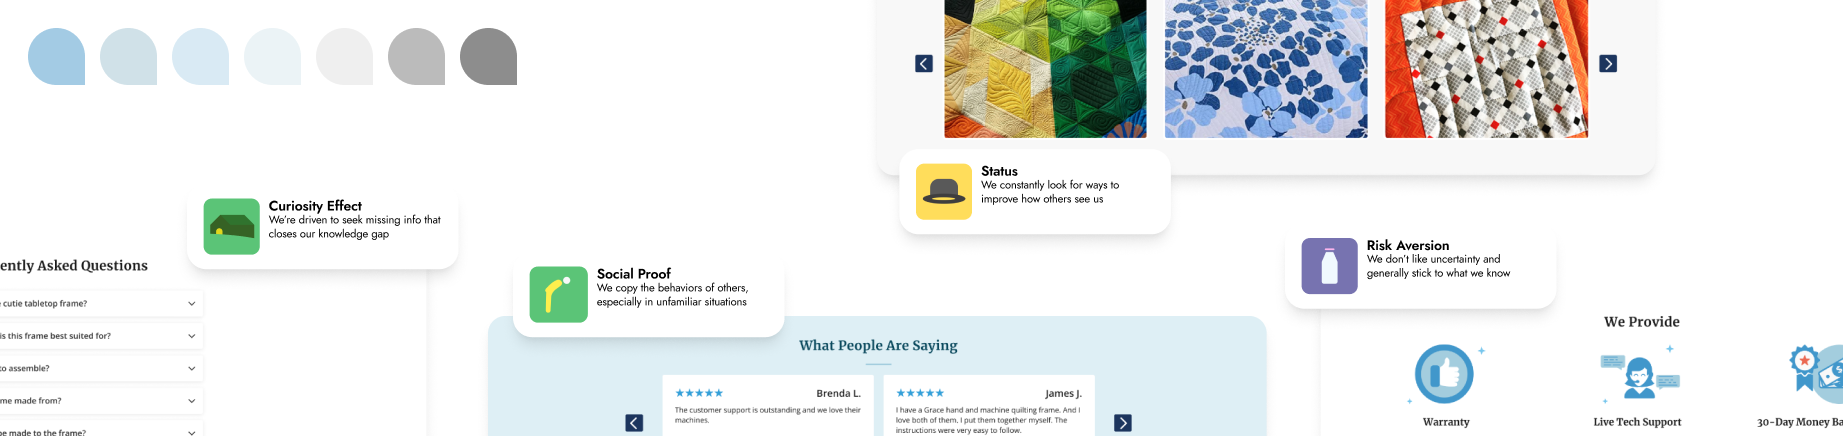 Status
We constantly look for ways to
improve how others see us
Curiosity Effect
We're driven to seek missing info that
closes our knowledge gap
Social Proof
We copy the behaviors of others,
especially in unfamiliar situations
Risk Aversion
We don't like uncertainty and
generally stick to what we know
Asked Questions
cutie tabletop frame?
is this frame best suited for?
to assemble?
made from?
made to the frame?
What People Are Saying
Brenda L.
The customer support is outstanding and we love their
machines.
James J.
I have a Grace hand and machine quilting frame. And I
love both of them. I put them together myself. The
instructions were very easy to follow.
We Provide
Warranty
Live Tech Support
30-Day Money